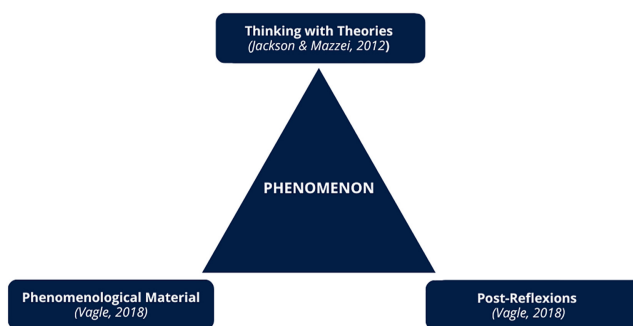 Thinking with Theories
(Jackson & Mazzei, 2012)
PHENOMENON
Phenomenological Material
(Vagle, 2018)
Post-Reflexions
(Vagle, 2018)